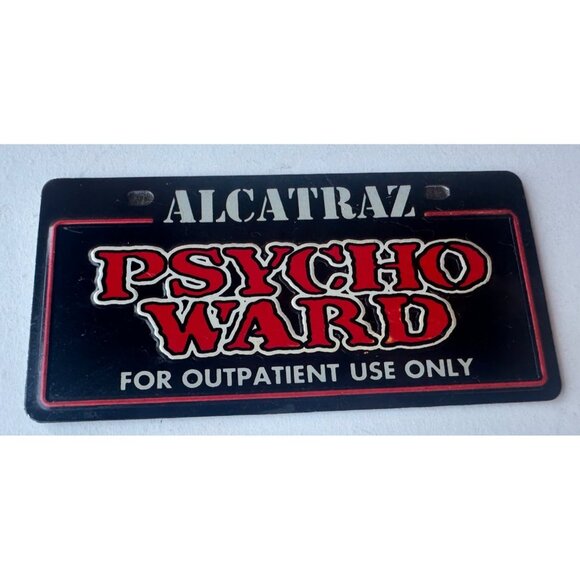 ALCATRAZ
PSYCHO
WARD
FOR OUTPATIENT USE ONLY